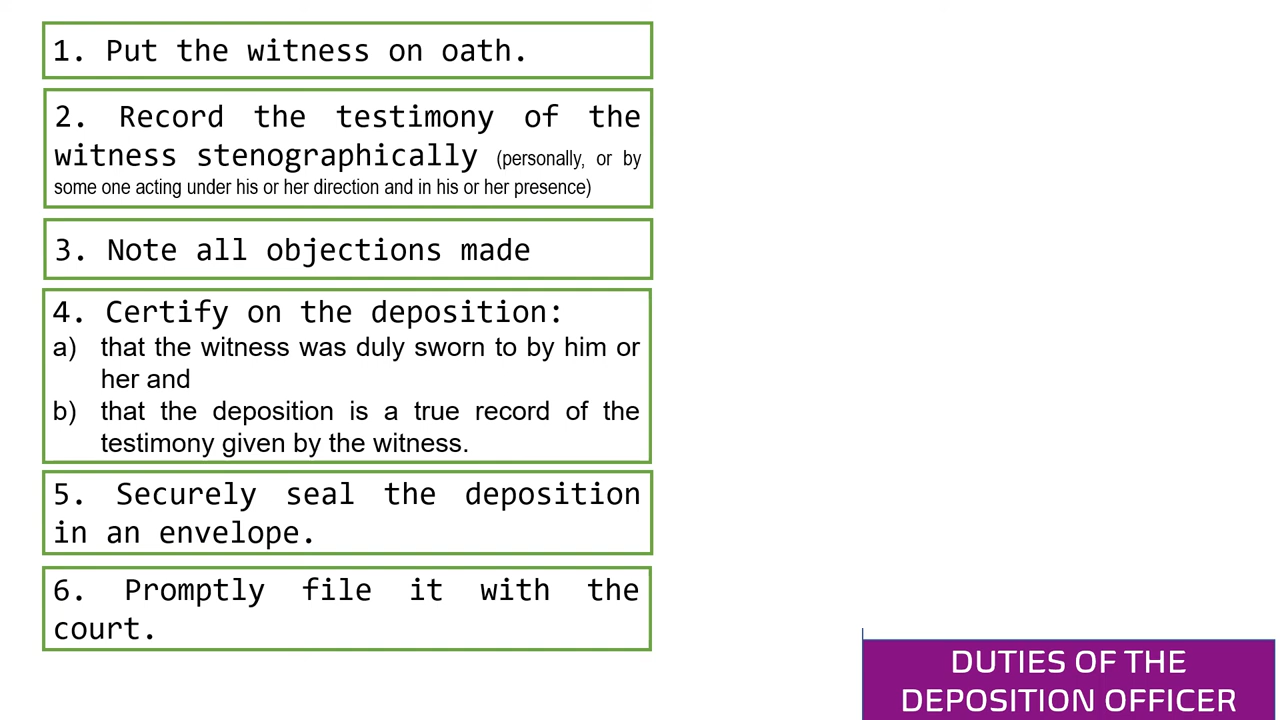 1. Put the witness on oath.
2. Record the testimony of the
witness stenographically (personally, or by
some one acting under his or her direction and in his or her presence)
3. Note all objections made
4. Certify on the deposition:
a) that the witness was duly sworn to by him or
her and
b) that the deposition is a true record of the
testimony given by the witness.
5. Securely seal the deposition
in an envelope.
6. Promptly file it with the
court.
DUTIES OF THE
DEPOSITION OFFICER